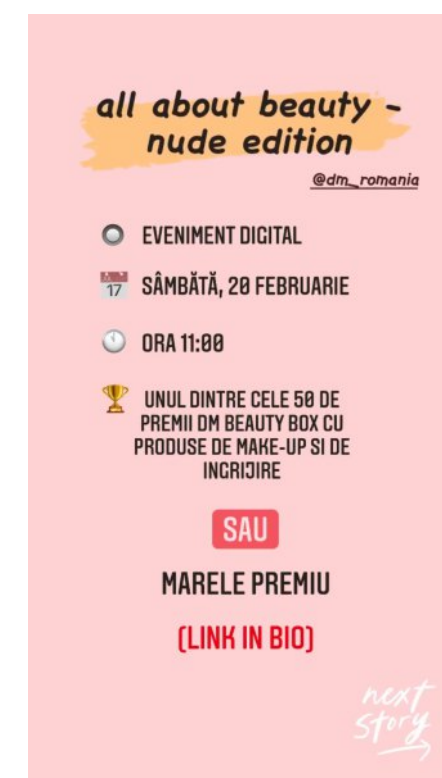 all about beauty -
nude edition
@dm_romania
EVENIMENT DIGITAL
17
SÂMBĂTĂ, 20 FEBRUARIE
ORA 11:00
UNUL DINTRE CELE 50 DE
PREMII DM BEAUTY BOX CU
PRODUSE DE MAKE-UP SI DE
INGRIJIRE
SAU
MARELE PREMIU
(LINK IN BIO)
next
story